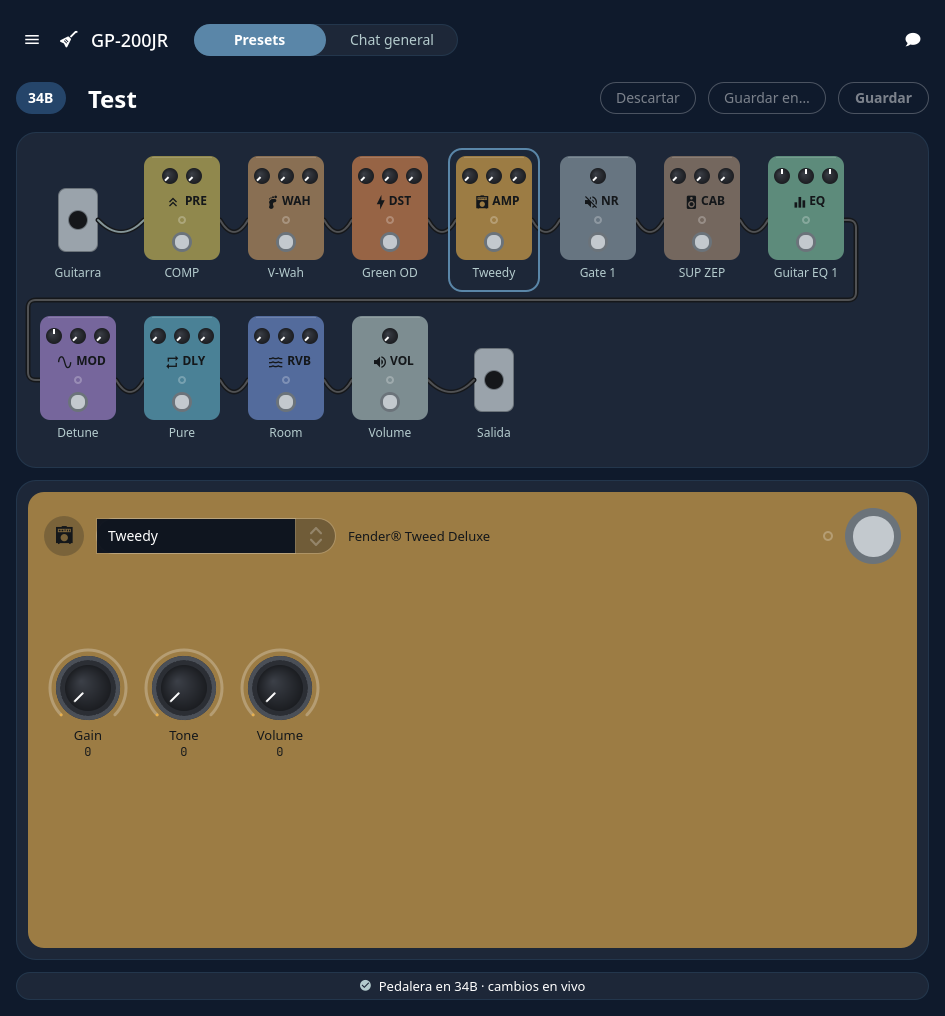 GP-200JR
Presets
Chat general
34B
Test
Descartar
Guardar en...
Guardar
PRE
WAH
DST
AMP
NR
CAB
EQ
Guitarra
COMP
V-Wah
Green OD
Tweedy
Gate 1
SUP ZEP
Guitar EQ 1
MOD
DLY
RVB
VOL
Detune
Pure
Room
Volume
Salida
Tweedy
Fender® Tweed Deluxe
Gain
Tone
Volume
0
0
0
Pedalera en 34B · cambios en vivo